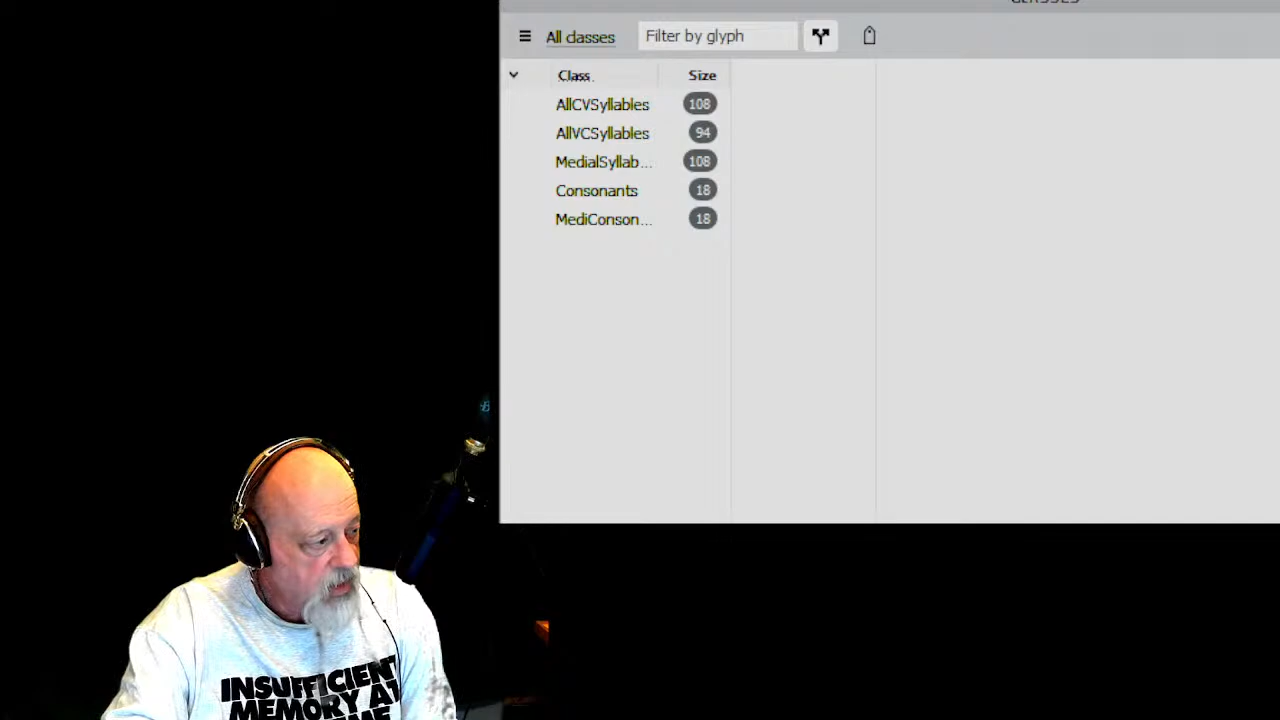 All classes Filter by glyph
Class Size
AllCVSyllables 108
AllVCSyllables 94
MedialSyllab... 108
Consonants 18
MediConson... 18
INSUFFICIENT
MEMORY AT